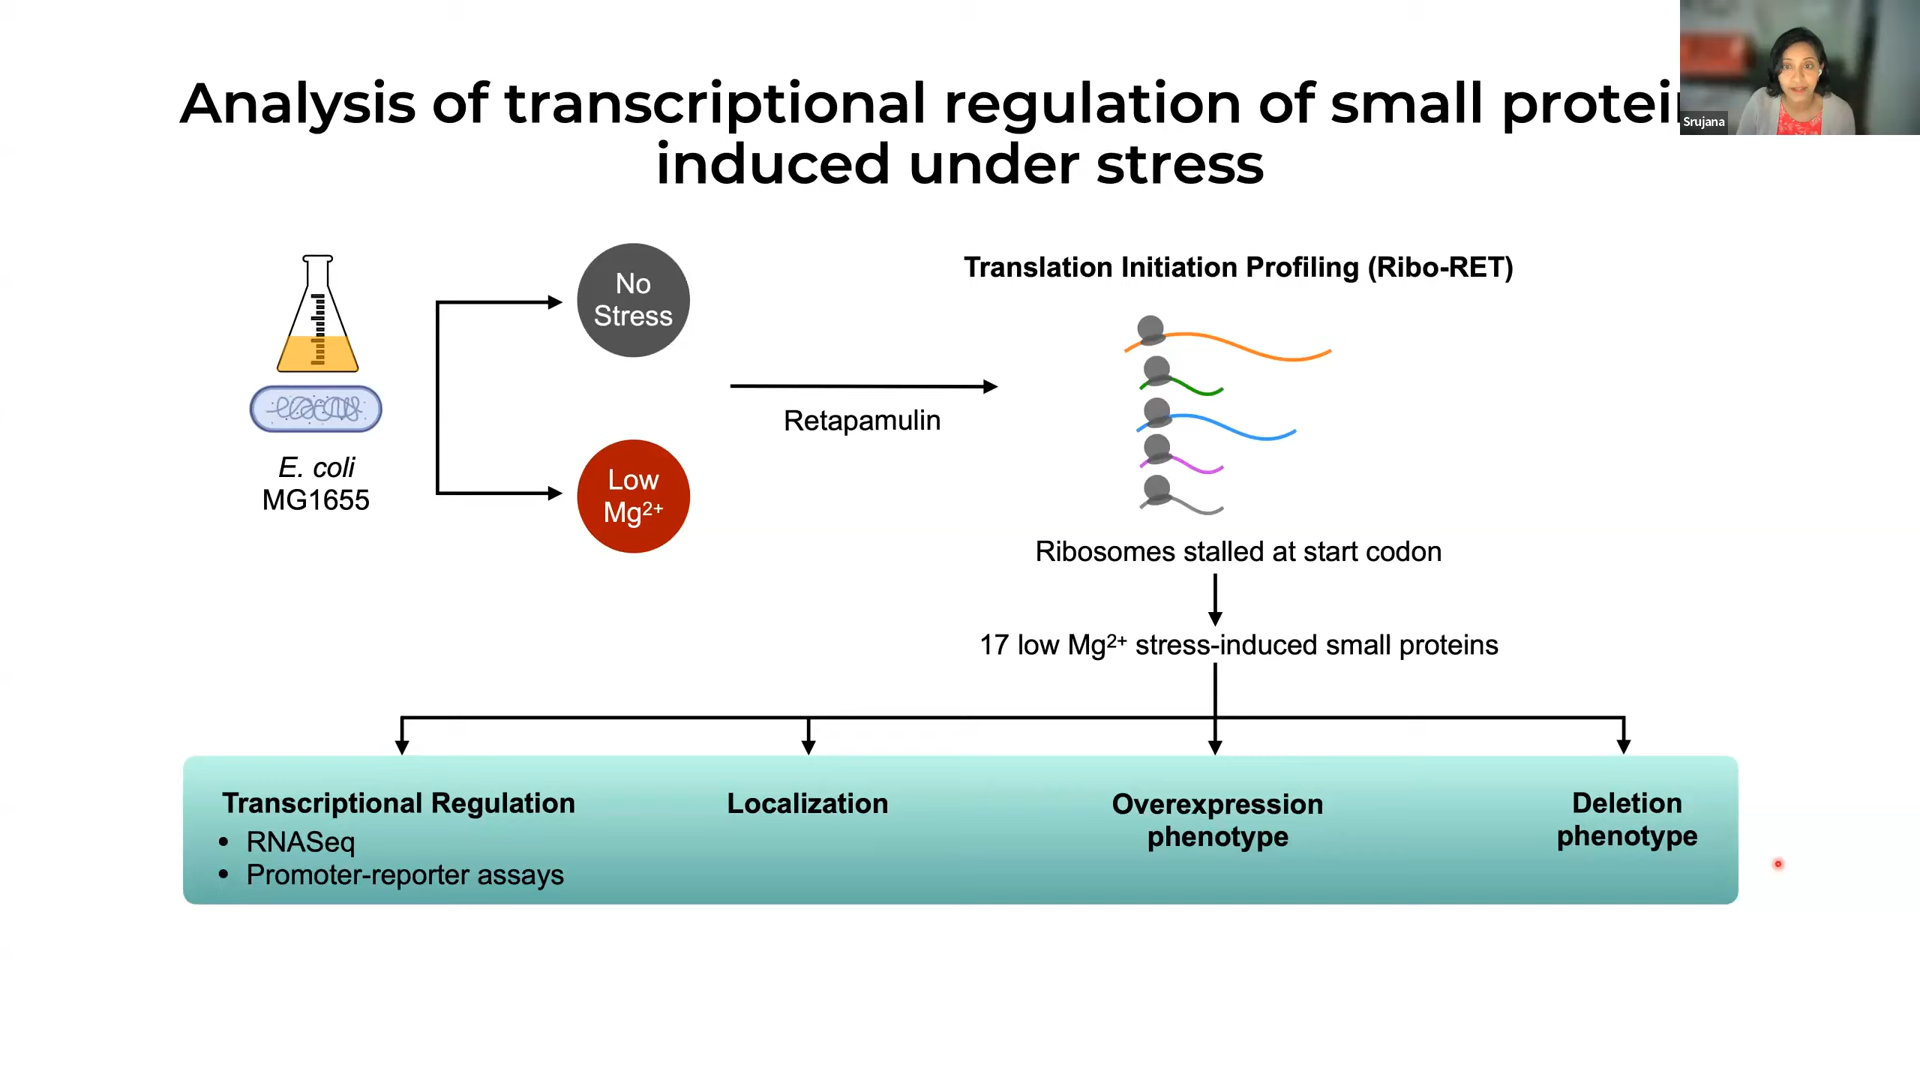 Analysis of transcriptional regulation of small protei
induced under stress
Srujana
No
Stress
Translation Initiation Profiling (Ribo-RET)
Retapamulin
E. coli
MG1655
Low
Mg²⁺
Ribosomes stalled at start codon
17 low Mg²⁺ stress-induced small proteins
Transcriptional Regulation
• RNASeq
• Promoter-reporter assays
Localization
Overexpression
phenotype
Deletion
phenotype